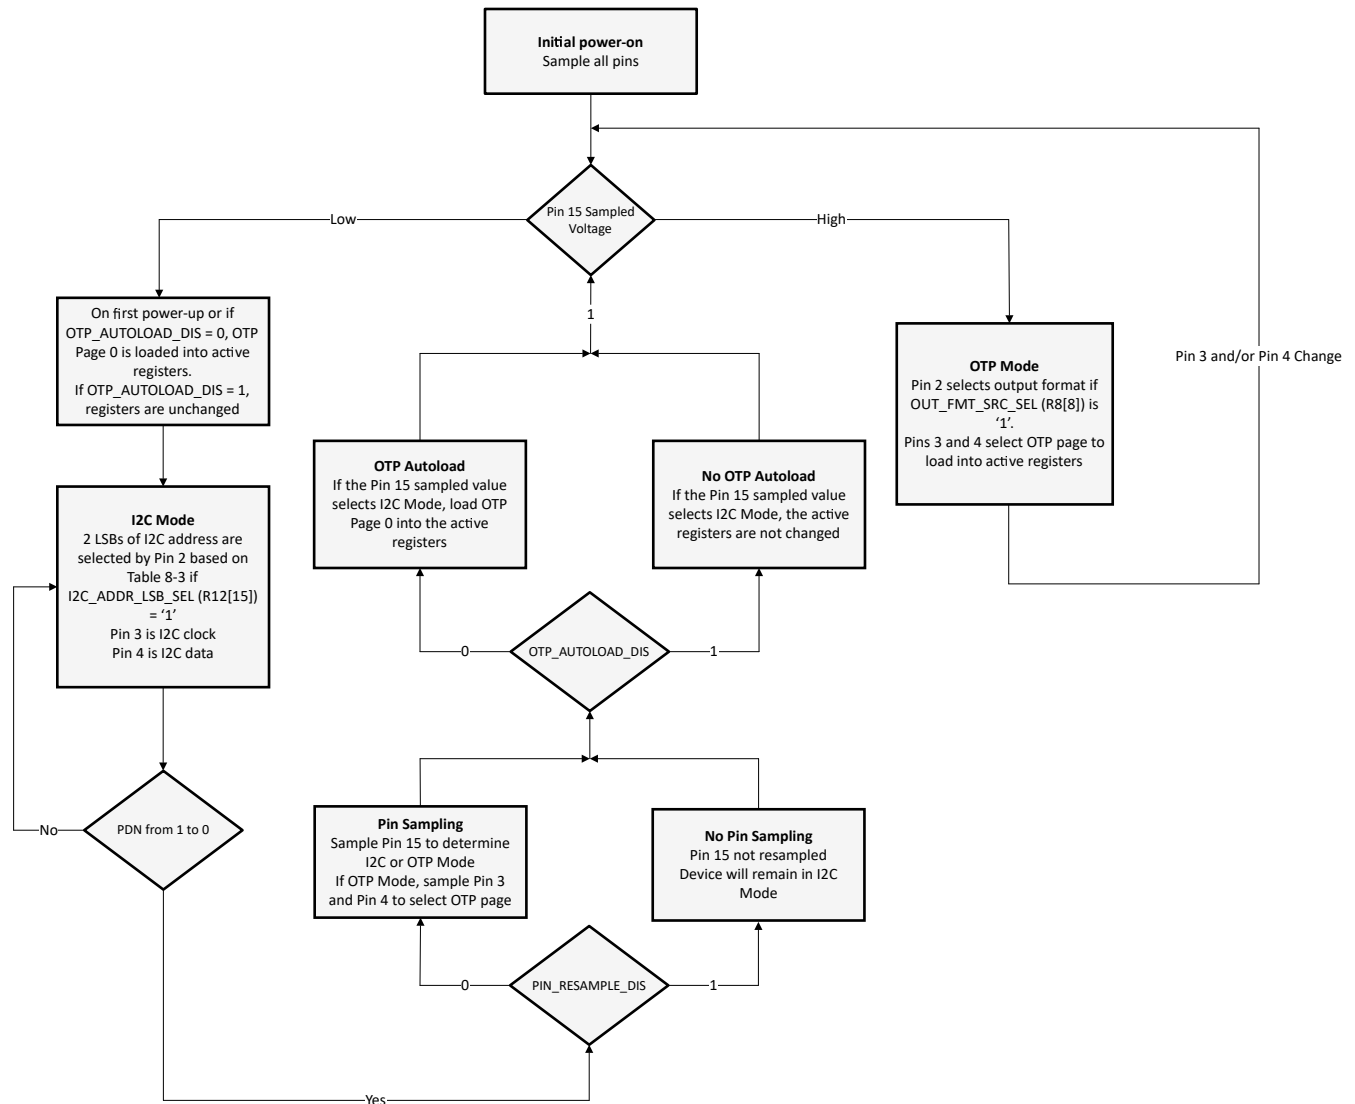 Initial power-on
Sample all pins
Pin 15 Sampled
Voltage
Low
High
1
On first power-up or if
OTP_AUTOLOAD_DIS = 0, OTP
Page 0 is loaded into active
registers.
If OTP_AUTOLOAD_DIS = 1,
registers are unchanged
OTP Mode
Pin 2 selects output format if
OUT_FMT_SRC_SEL (R8[8]) is
‘1’.
Pins 3 and 4 select OTP page to
load into active registers
Pin 3 and/or Pin 4 Change
OTP Autoload
If the Pin 15 sampled value
selects I2C Mode, load OTP
Page 0 into the active
registers
No OTP Autoload
If the Pin 15 sampled value
selects I2C Mode, the active
registers are not changed
I2C Mode
2 LSBs of I2C address are
selected by Pin 2 based on
Table 8-3 if
I2C_ADDR_LSB_SEL (R12[15])
= ‘1’
Pin 3 is I2C clock
Pin 4 is I2C data
0
OTP_AUTOLOAD_DIS
1
PDN from 1 to 0
No
Pin Sampling
Sample Pin 15 to determine
I2C or OTP Mode
If OTP Mode, sample Pin 3
and Pin 4 to select OTP page
No Pin Sampling
Pin 15 not resampled
Device will remain in I2C
Mode
0
PIN_RESAMPLE_DIS
1
Yes